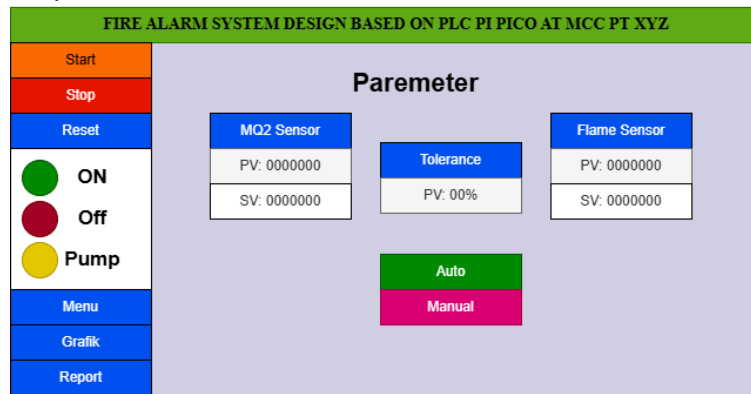 FIRE ALARM SYSTEM DESIGN BASED ON PLC PI PICO AT MCC PT XYZ
Start
Stop
Reset
ON
Off
Pump
Menu
Grafik
Report
Paremeter
MQ2 Sensor
PV: 0000000
SV: 0000000
Tolerance
PV: 00%
Flame Sensor
PV: 0000000
SV: 0000000
Auto
Manual